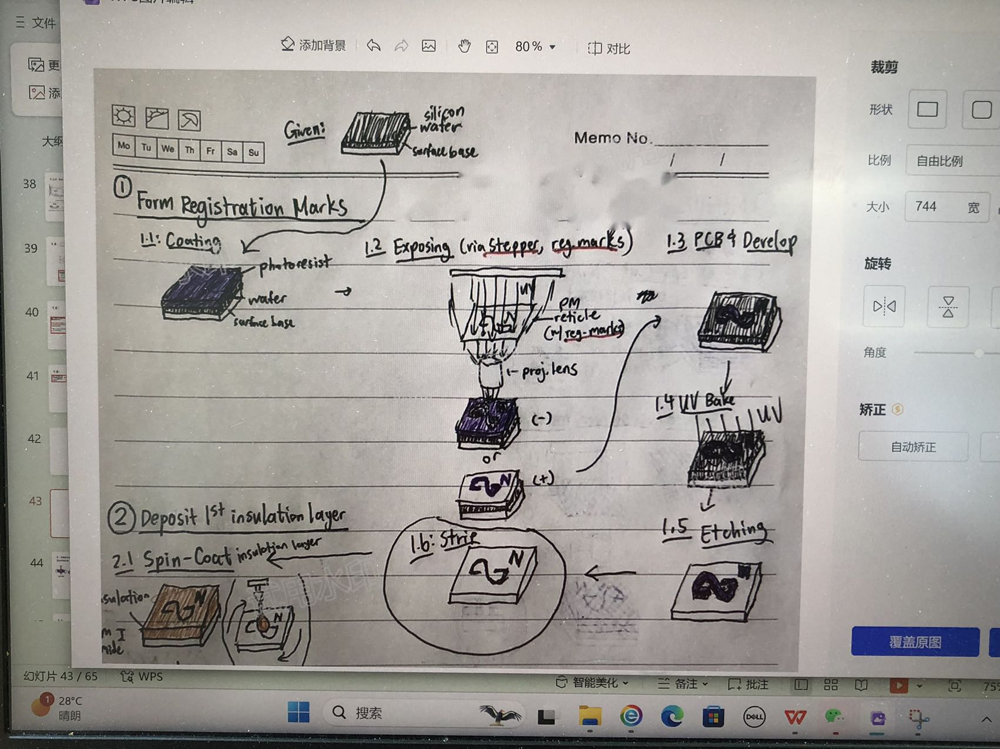 文件
添加背景
80%
对比
更
添
大纲
38
39
40
41
42
43
44
裁剪
形状
比例
自由比例
大小
744
宽
旋转
角度
矫正
自动矫正
覆盖原图
Mo Tu We Th Fr Sa Su
Given:
silicon
wafer
surface base
Memo No.
/ /
① Form Registration Marks
1.1: Coating
photoresist
wafer
surface base
1.2 Exposing (via stepper, reg.marks)
UV
PM
reticle
(w/ reg-marks)
proj.lens
(-)
or
N
(+)
1.3 PCB & Develop
1.4 UV Bake
UV
1.5 Etching
1.6: Strip
N
② Deposit 1st insulation layer
2.1 Spin-Coat insulation layer
sulation
N
N
m I
mide
试用水印
幻灯片 43 / 65
WPS
智能美化
备注
批注
75%
1
28°C
晴朗
搜索
DELL